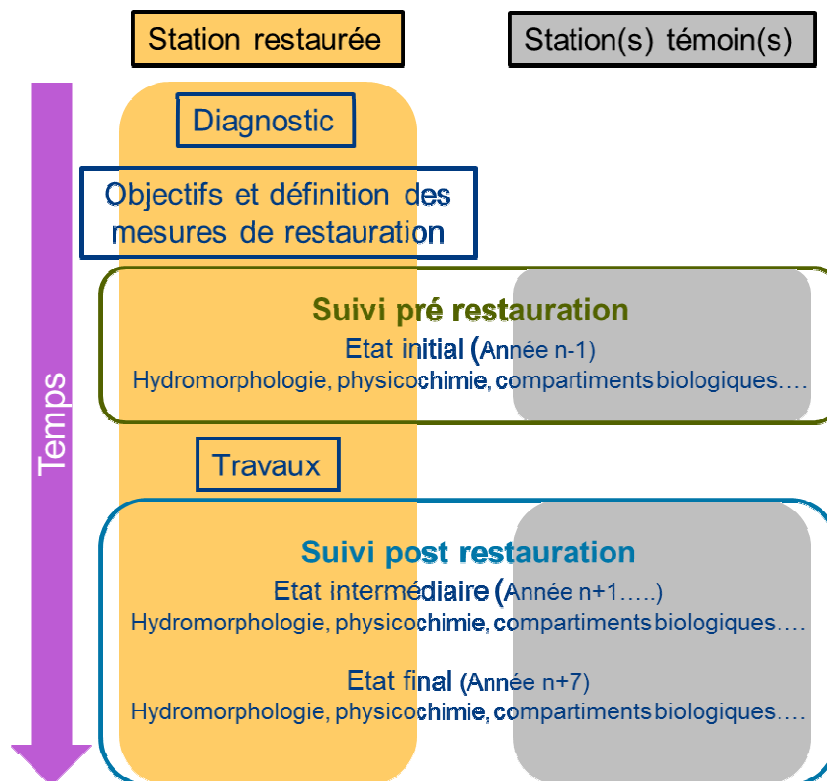 Station restaurée
Station(s) témoin(s)
Diagnostic
Objectifs et définition des
mesures de restauration
Suivi pré restauration
Etat initial (Année n-1)
Hydromorphologie, physicochimie, compartiments biologiques….
Temps
Travaux
Suivi post restauration
Etat intermédiaire (Année n+1…..)
Hydromorphologie, physicochimie, compartiments biologiques….
Etat final (Année n+7)
Hydromorphologie, physicochimie, compartiments biologiques….